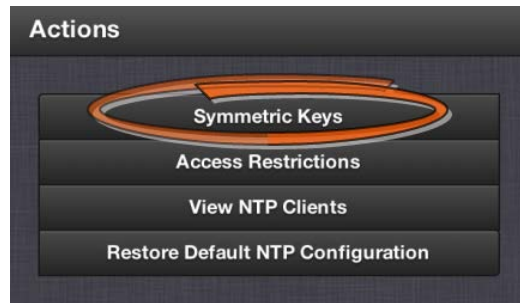 Actions
Symmetric Keys
Access Restrictions
View NTP Clients
Restore Default NTP Configuration